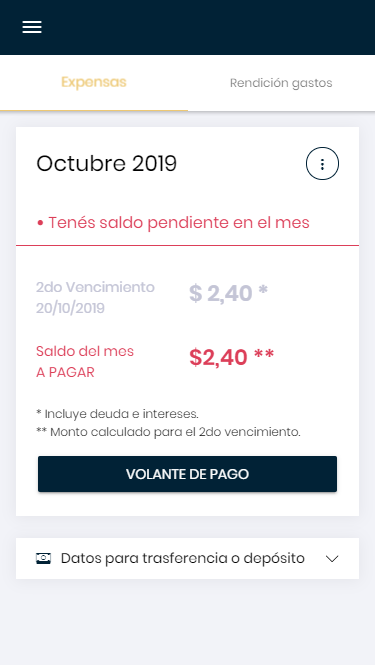 Expensas
Rendición gastos
Octubre 2019
• Tenés saldo pendiente en el mes
2do Vencimiento
20/10/2019
$ 2,40 *
Saldo del mes
A PAGAR
$2,40 **
* Incluye deuda e intereses.
** Monto calculado para el 2do vencimiento.
VOLANTE DE PAGO
Datos para trasferencia o depósito